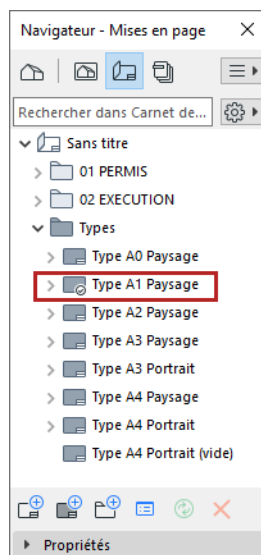 Navigateur - Mises en page
Rechercher dans Carnet de...
Sans titre
01 PERMIS
02 EXECUTION
Types
Type A0 Paysage
Type A1 Paysage
Type A2 Paysage
Type A3 Paysage
Type A3 Portrait
Type A4 Paysage
Type A4 Portrait
Type A4 Portrait (vide)
Propriétés